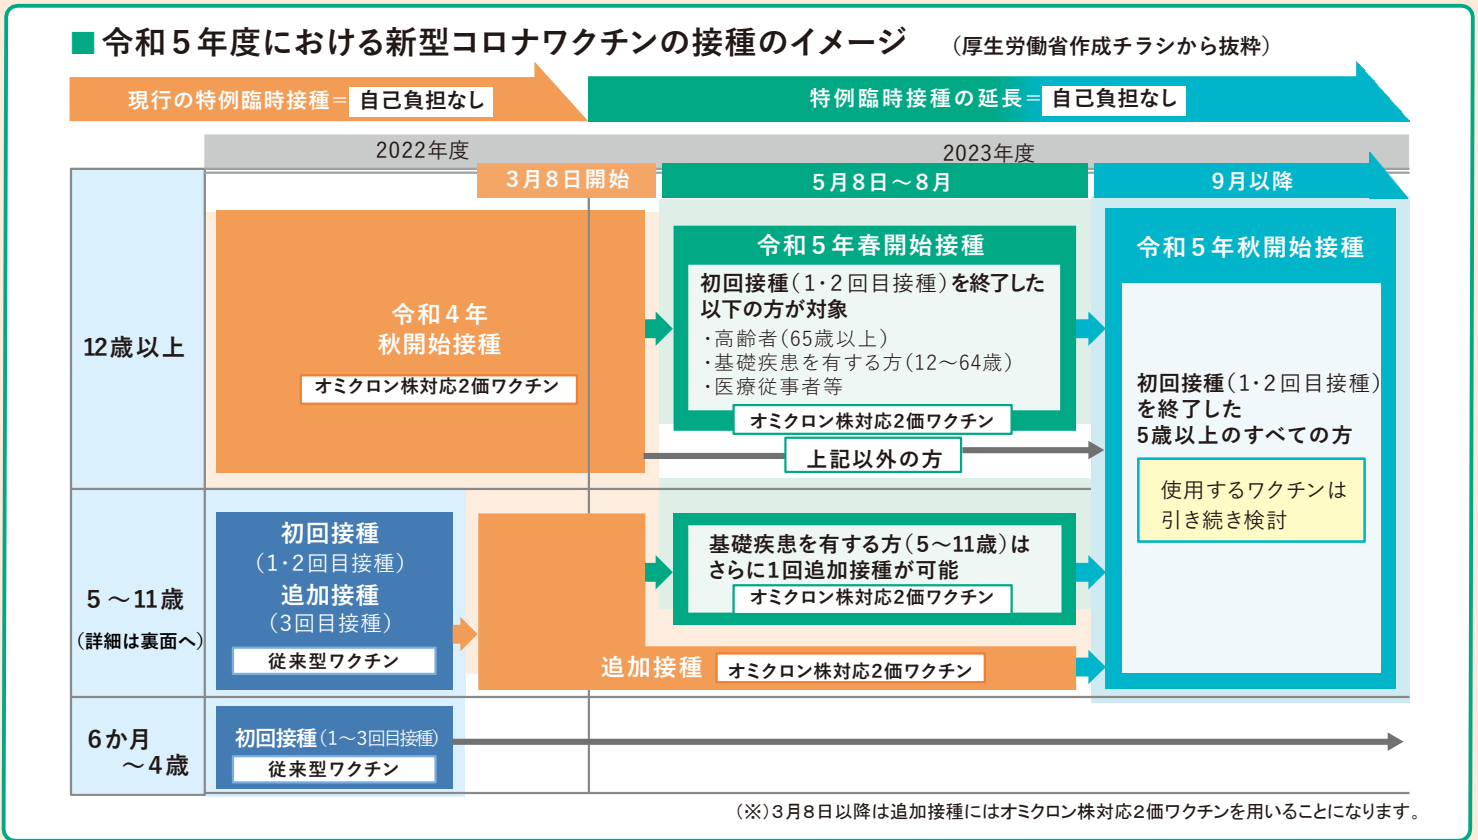 ■令和5年度における新型コロナワクチンの接種のイメージ （厚生労働省作成チラシから抜粋）
現行の特例臨時接種＝ 自己負担なし
特例臨時接種の延長＝ 自己負担なし
2022年度
2023年度
3月8日開始
5月8日～8月
9月以降
12歳以上
令和4年
秋開始接種
オミクロン株対応2価ワクチン
令和5年春開始接種
初回接種（1・2回目接種）を終了した
以下の方が対象
・高齢者（65歳以上）
・基礎疾患を有する方（12～64歳）
・医療従事者等
オミクロン株対応2価ワクチン
上記以外の方
令和5年秋開始接種
初回接種（1・2回目接種）
を終了した
5歳以上のすべての方
使用するワクチンは
引き続き検討
5～11歳
（詳細は裏面へ）
初回接種
（1・2回目接種）
追加接種
（3回目接種）
従来型ワクチン
基礎疾患を有する方（5～11歳）は
さらに1回追加接種が可能
オミクロン株対応2価ワクチン
追加接種 オミクロン株対応2価ワクチン
6か月
～4歳
初回接種（1～3回目接種）
従来型ワクチン
（※）3月8日以降は追加接種にはオミクロン株対応2価ワクチンを用いることになります。